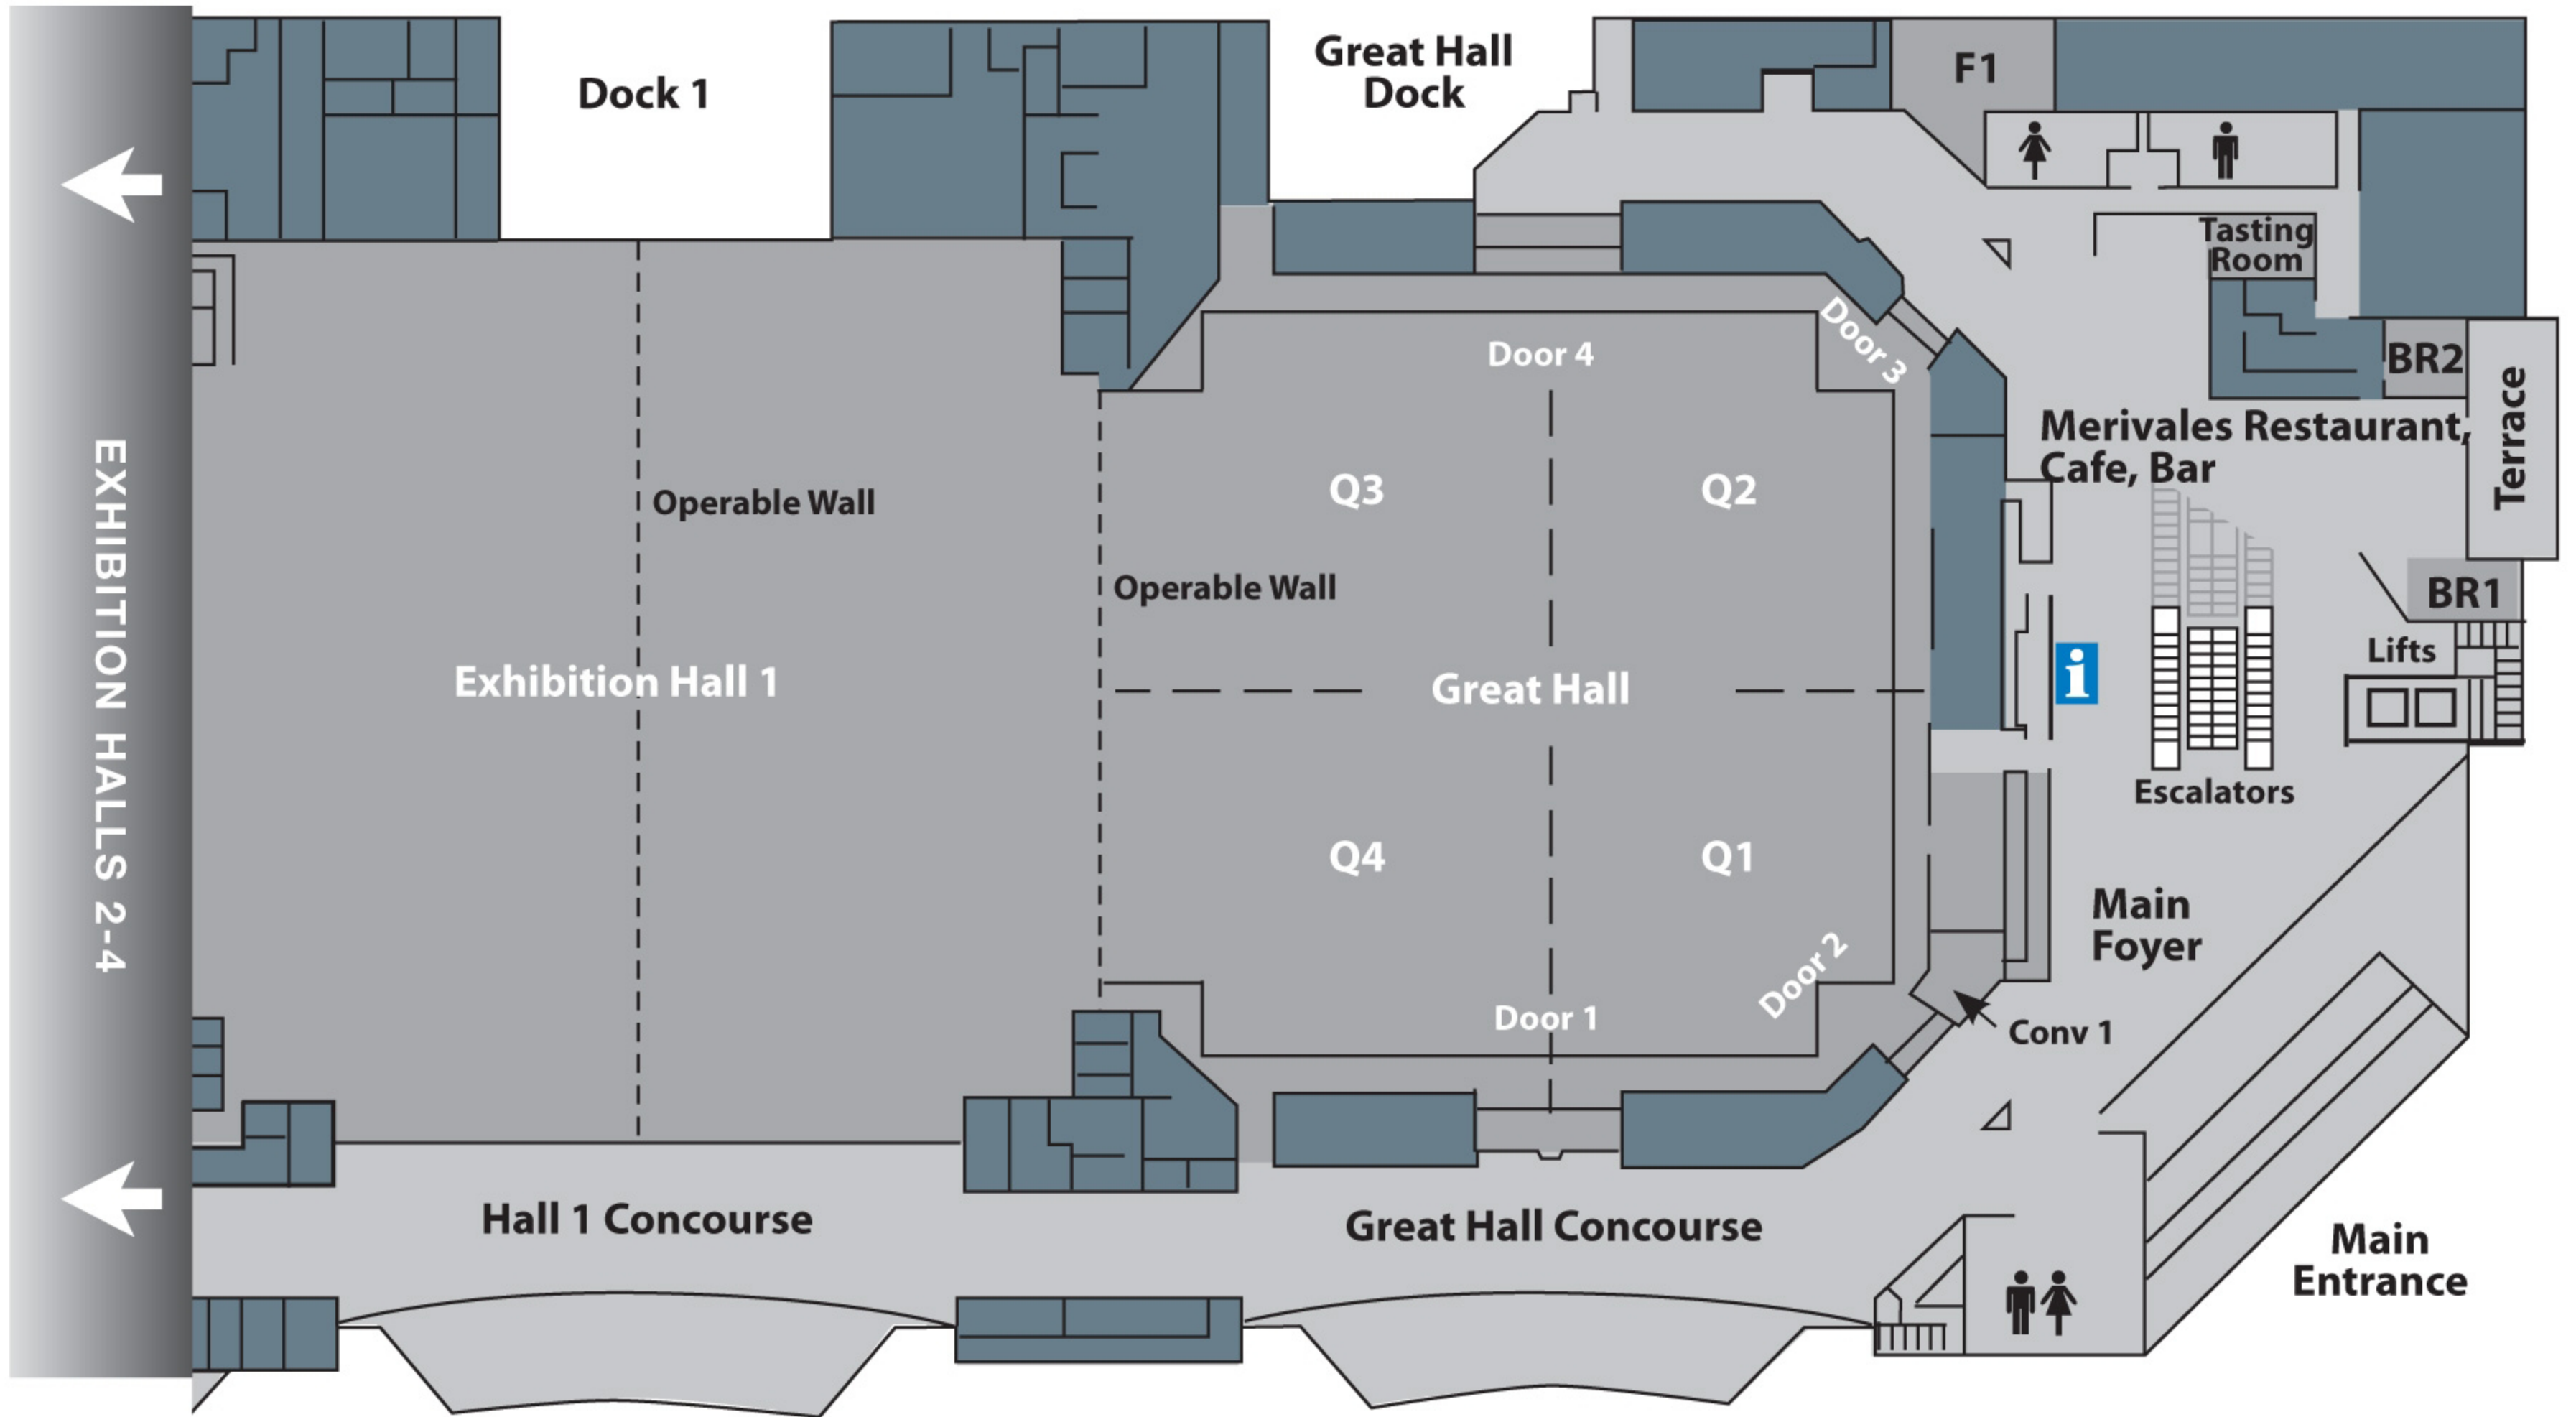 Dock 1
Great Hall
Dock
F1
Tasting
Room
BR2
Terrace
Merivales Restaurant,
Cafe, Bar
Door 4
Door 3
Q3
Q2
Operable Wall
Operable Wall
BR1
Lifts
EXHIBITION HALLS 2-4
Exhibition Hall 1
Great Hall
i
Escalators
Q4
Q1
Main
Foyer
Door 2
Door 1
Conv 1
Hall 1 Concourse
Great Hall Concourse
Main
Entrance